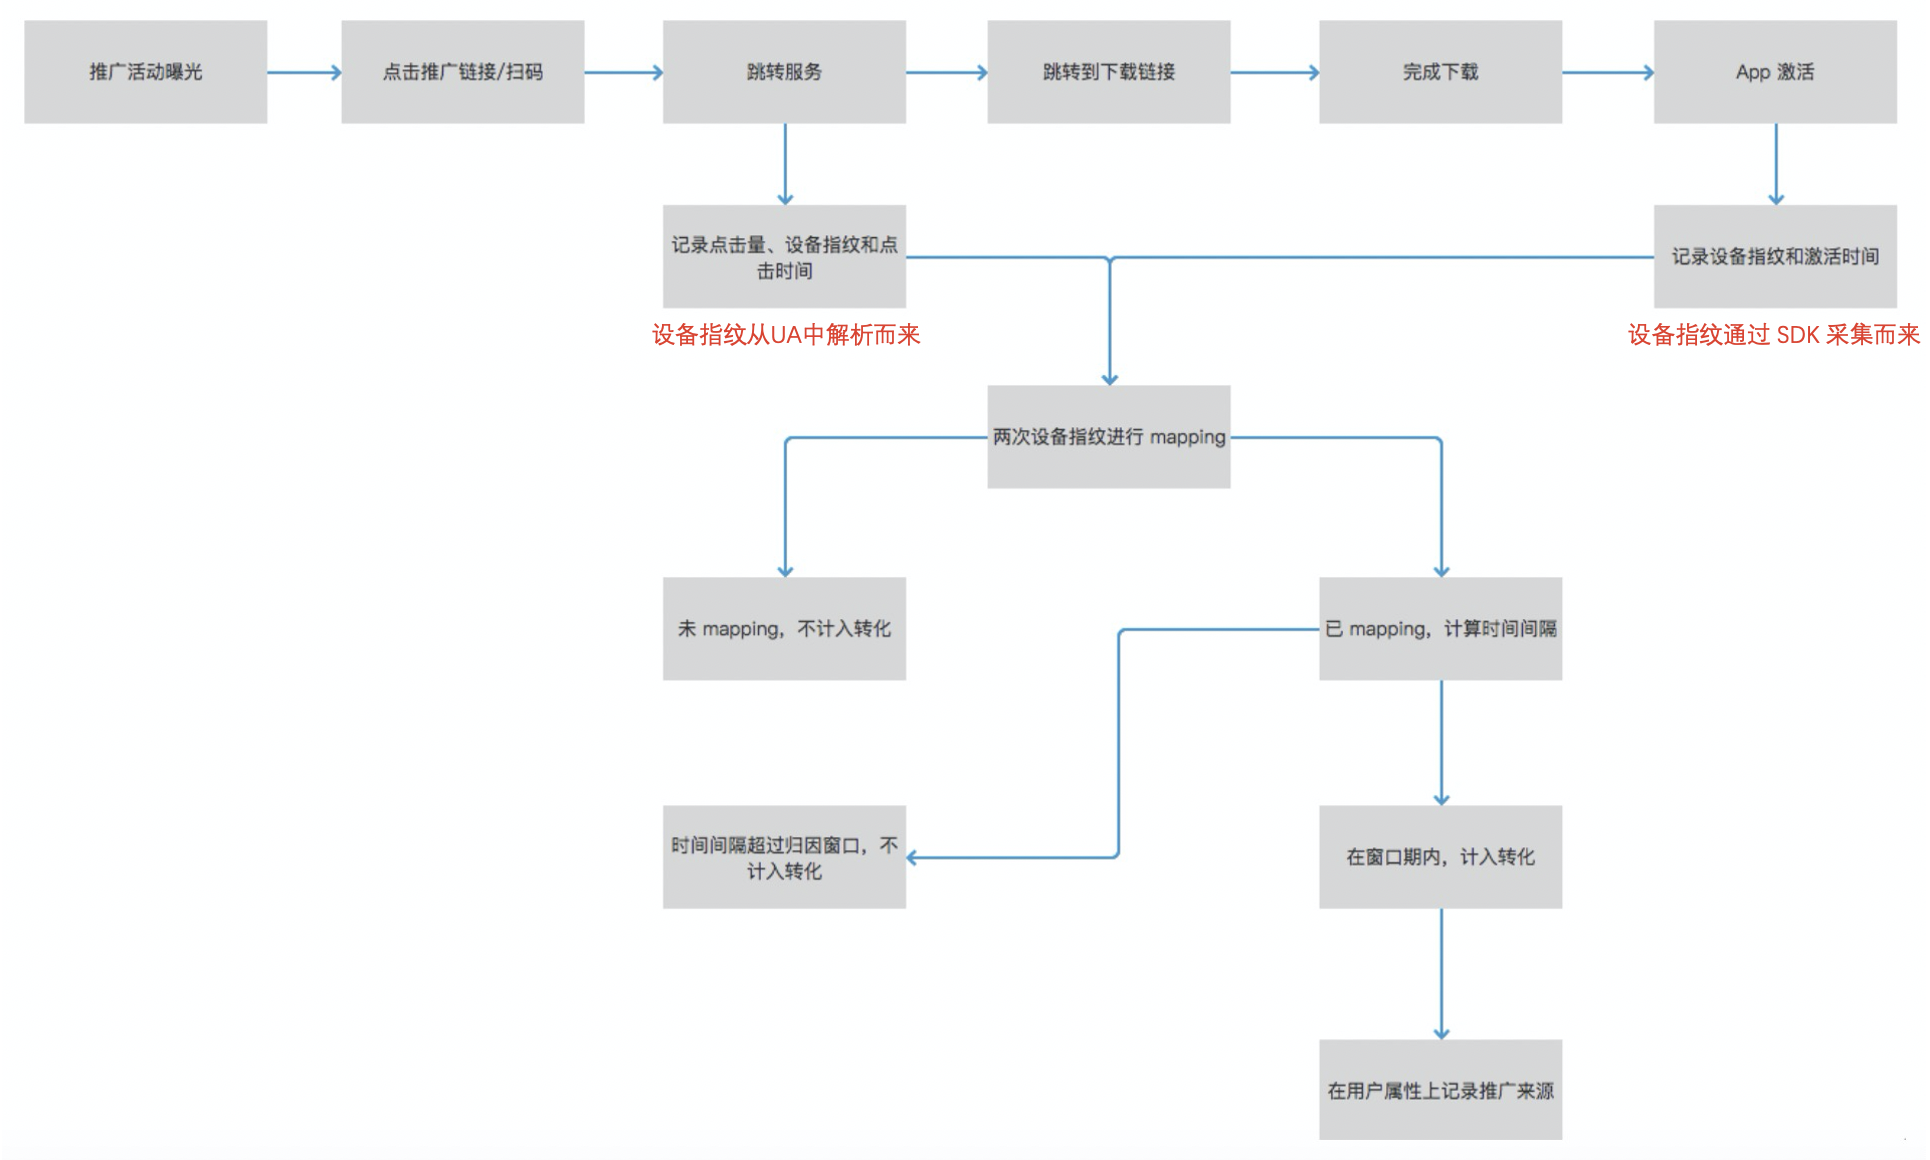 推广活动曝光
点击推广链接/扫码
跳转服务
跳转到下载链接
完成下载
App 激活
记录点击量、设备指纹和点
击时间
记录设备指纹和激活时间
设备指纹从UA中解析而来
设备指纹通过 SDK 采集而来
两次设备指纹进行 mapping
未 mapping，不计入转化
已 mapping，计算时间间隔
时间间隔超过归因窗口，不
计入转化
在窗口期内，计入转化
在用户属性上记录推广来源